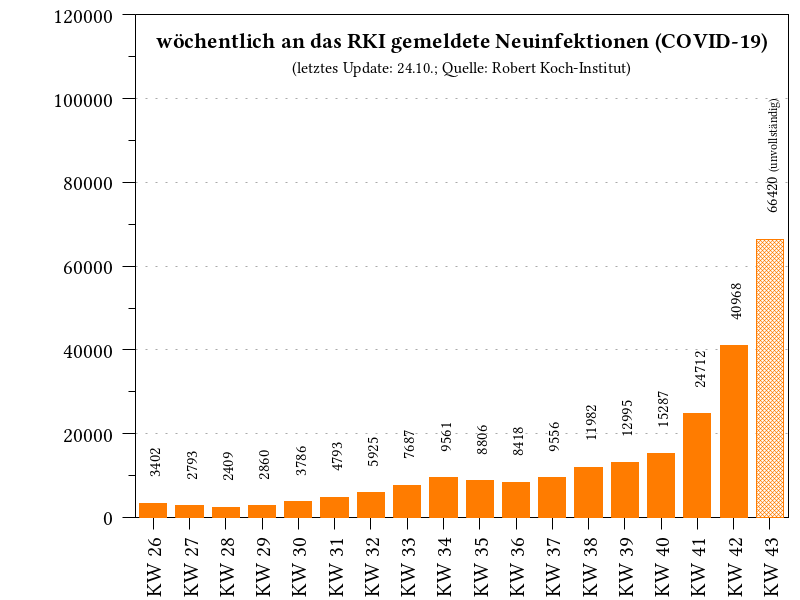 wöchentlich an das RKI gemeldete Neuinfektionen (COVID-19)
(letztes Update: 24.10.; Quelle: Robert Koch-Institut)
120000
100000
80000
60000
40000
20000
0
3402
2793
2409
2860
3786
4793
5925
7687
9561
8806
8418
9556
11982
12995
15287
24712
40968
66420 (unvollständig)
KW 26
KW 27
KW 28
KW 29
KW 30
KW 31
KW 32
KW 33
KW 34
KW 35
KW 36
KW 37
KW 38
KW 39
KW 40
KW 41
KW 42
KW 43